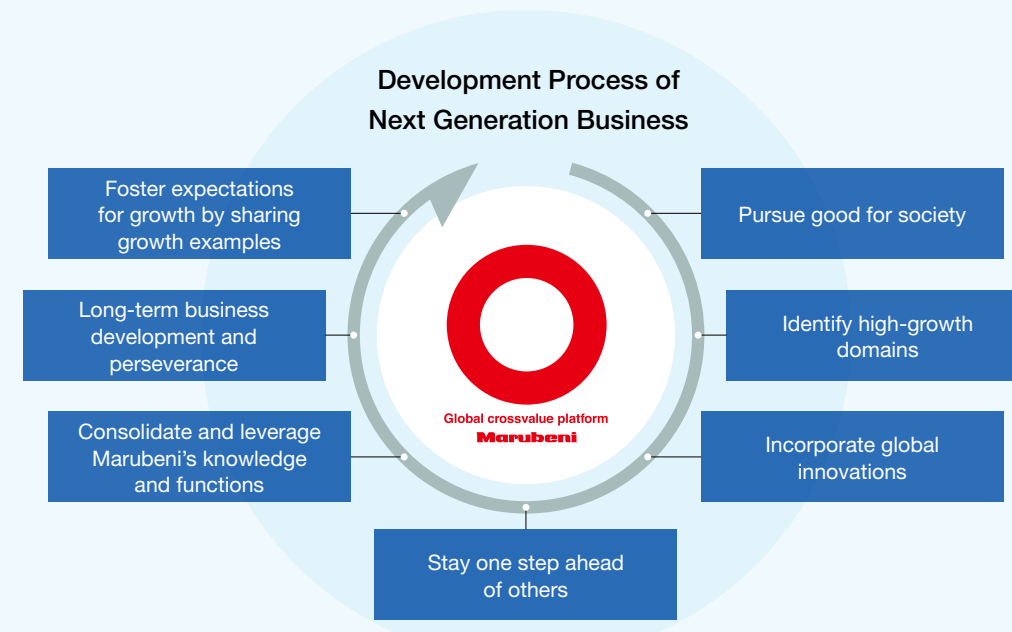 Development Process of
Next Generation Business
Foster expectations
for growth by sharing
growth examples
Pursue good for society
Long-term business
development and
perseverance
Identify high-growth
domains
Global crossvalue platform
Marubeni
Consolidate and leverage
Marubeni's knowledge
and functions
Incorporate global
innovations
Stay one step ahead
of others